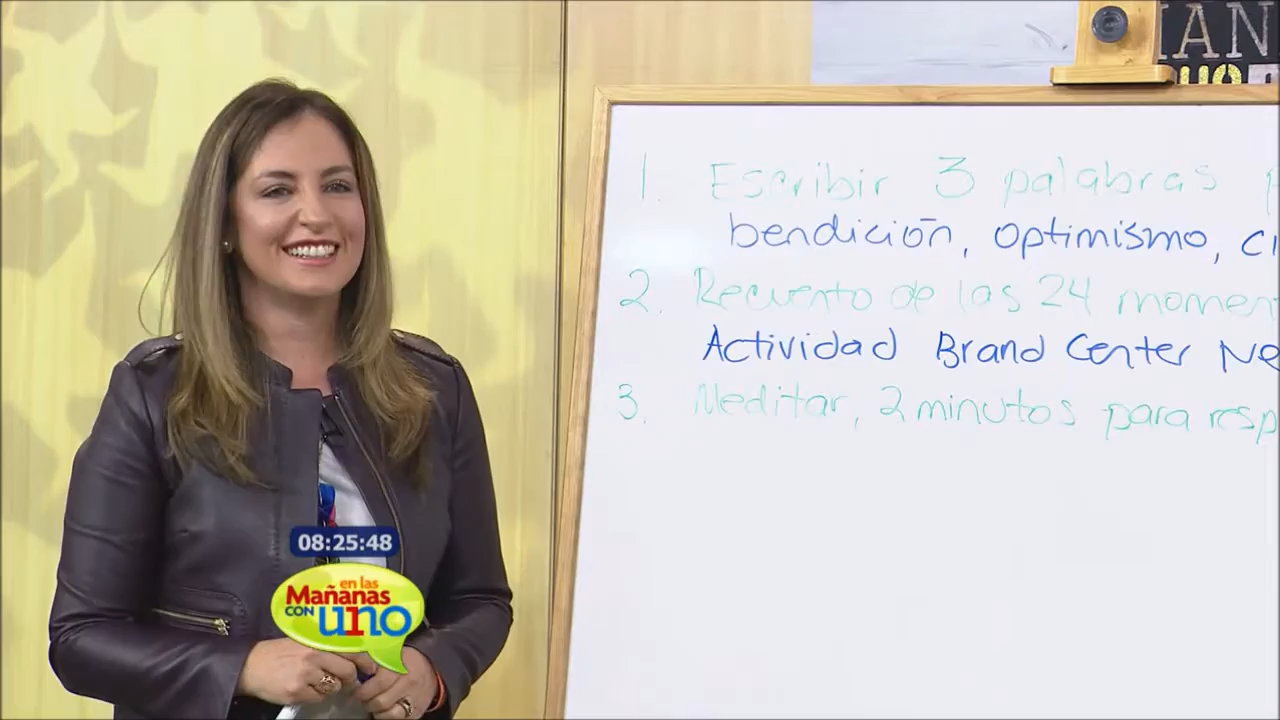 IAN
1. Escribir 3 palabras
bendición, optimismo,
2. Recuento de las 24
Actividad Brand Center
3. Meditar, 2 minutos para
08:25:48
en las
Mañanas
CON uno